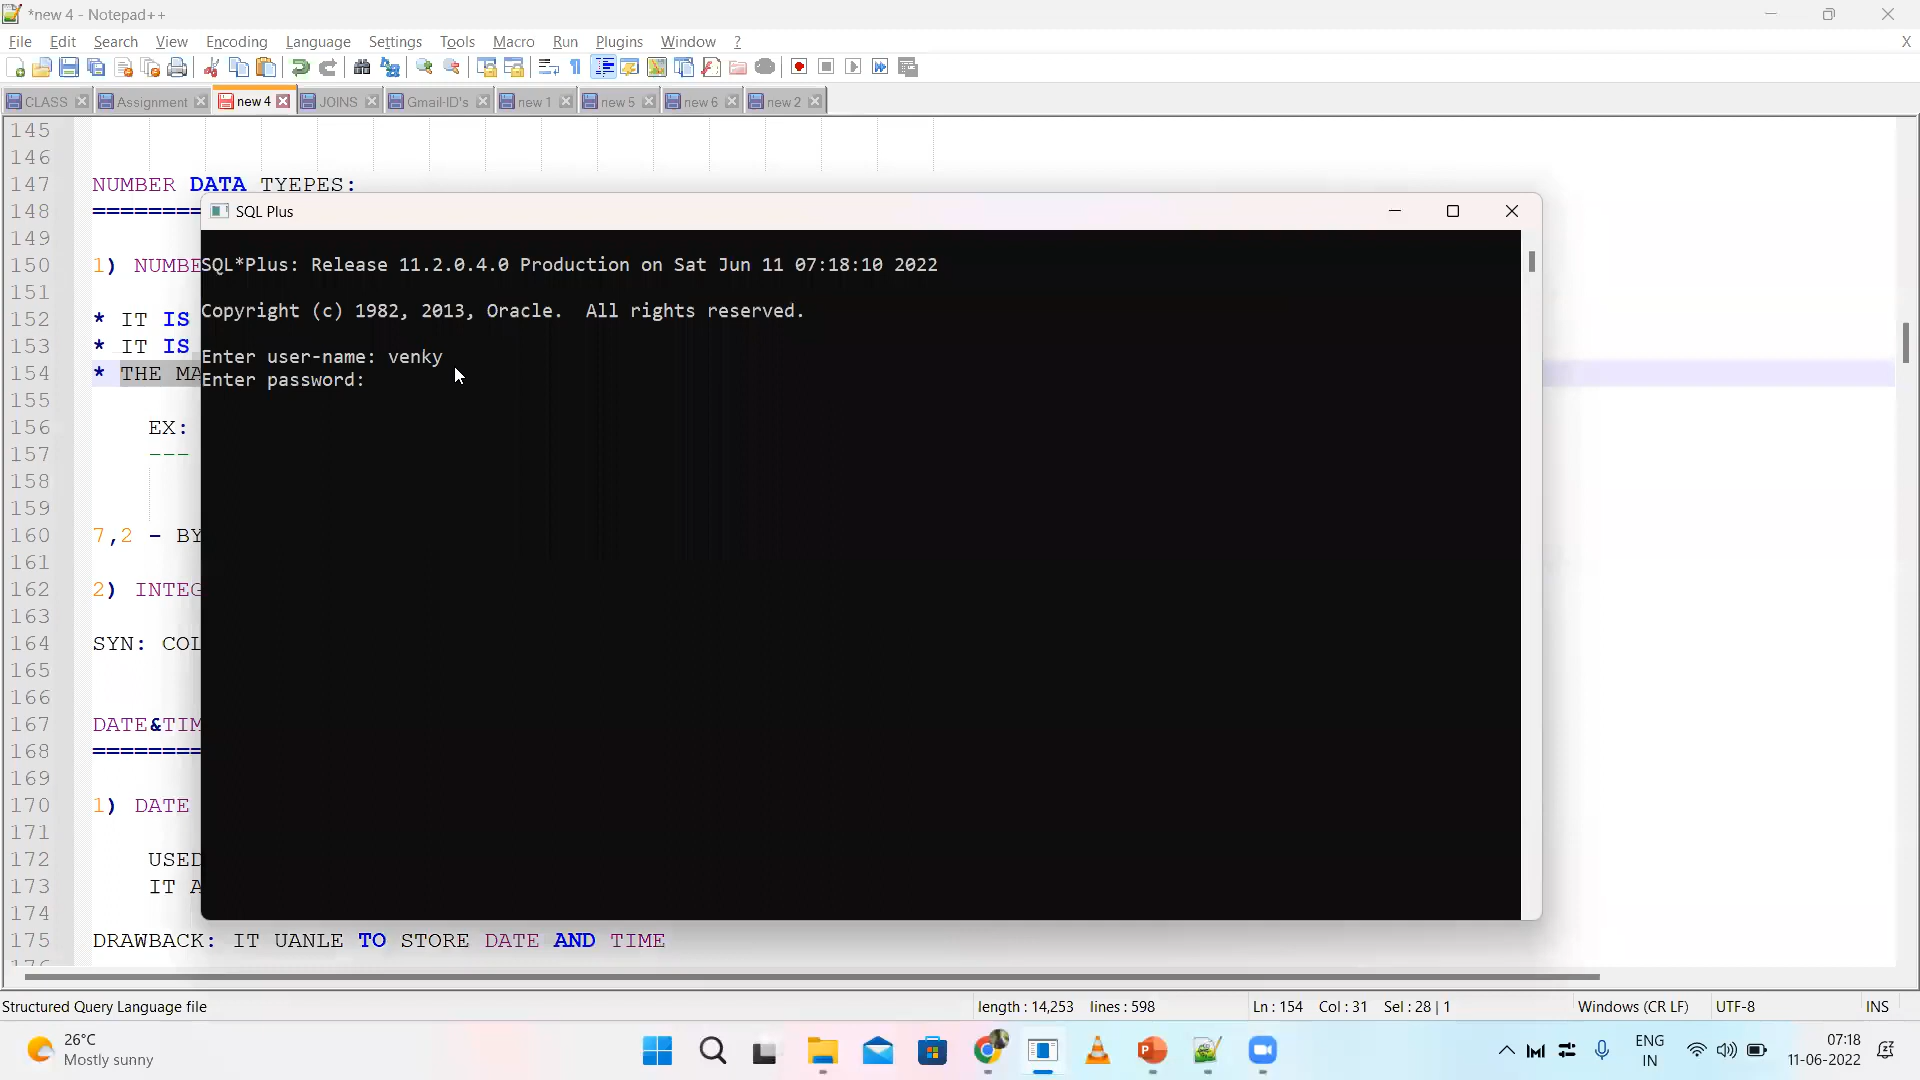 *new 4 - Notepad++
File Edit Search View Encoding Language Settings Tools Macro Run Plugins Window ? X
CLASS Assignment new 4 JOINS Gmail-ID's new 1 new 5 new 6 new 2
145
146
147 NUMBER DATA TYEPES:
148 ========
SQL Plus
149
150 1) NUMBE
SQL*Plus: Release 11.2.0.4.0 Production on Sat Jun 11 07:18:10 2022
151
152 * IT IS
Copyright (c) 1982, 2013, Oracle.  All rights reserved.
153 * IT IS
Enter user-name: venky
154 * THE MA
Enter password:
155
156 EX:
157 ---
158
159
160 7,2 - BY
161
162 2) INTEG
163
164 SYN: COL
165
166
167 DATE&TIM
168 ========
169
170 1) DATE
171
172 USED
173 IT A
174
175 DRAWBACK: IT UANLE TO STORE DATE AND TIME
176
Structured Query Language file length : 14,253 lines : 598 Ln : 154 Col : 31 Sel : 28 | 1 Windows (CR LF) UTF-8 INS
26°C
Mostly sunny
ENG
IN
07:18
11-06-2022